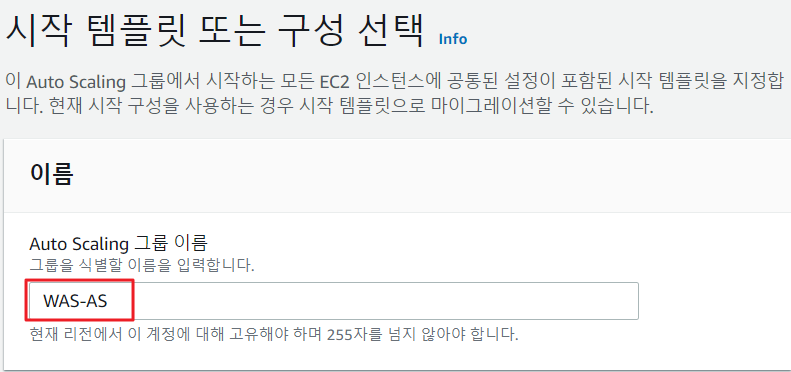 시작 템플릿 또는 구성 선택 Info
이 Auto Scaling 그룹에서 시작하는 모든 EC2 인스턴스에 공통된 설정이 포함된 시작 템플릿을 지정합
니다. 현재 시작 구성을 사용하는 경우 시작 템플릿으로 마이그레이션할 수 있습니다.
이름
Auto Scaling 그룹 이름
그룹을 식별할 이름을 입력합니다.
WAS-AS
현재 리전에서 이 계정에 대해 고유해야 하며 255자를 넘지 않아야 합니다.